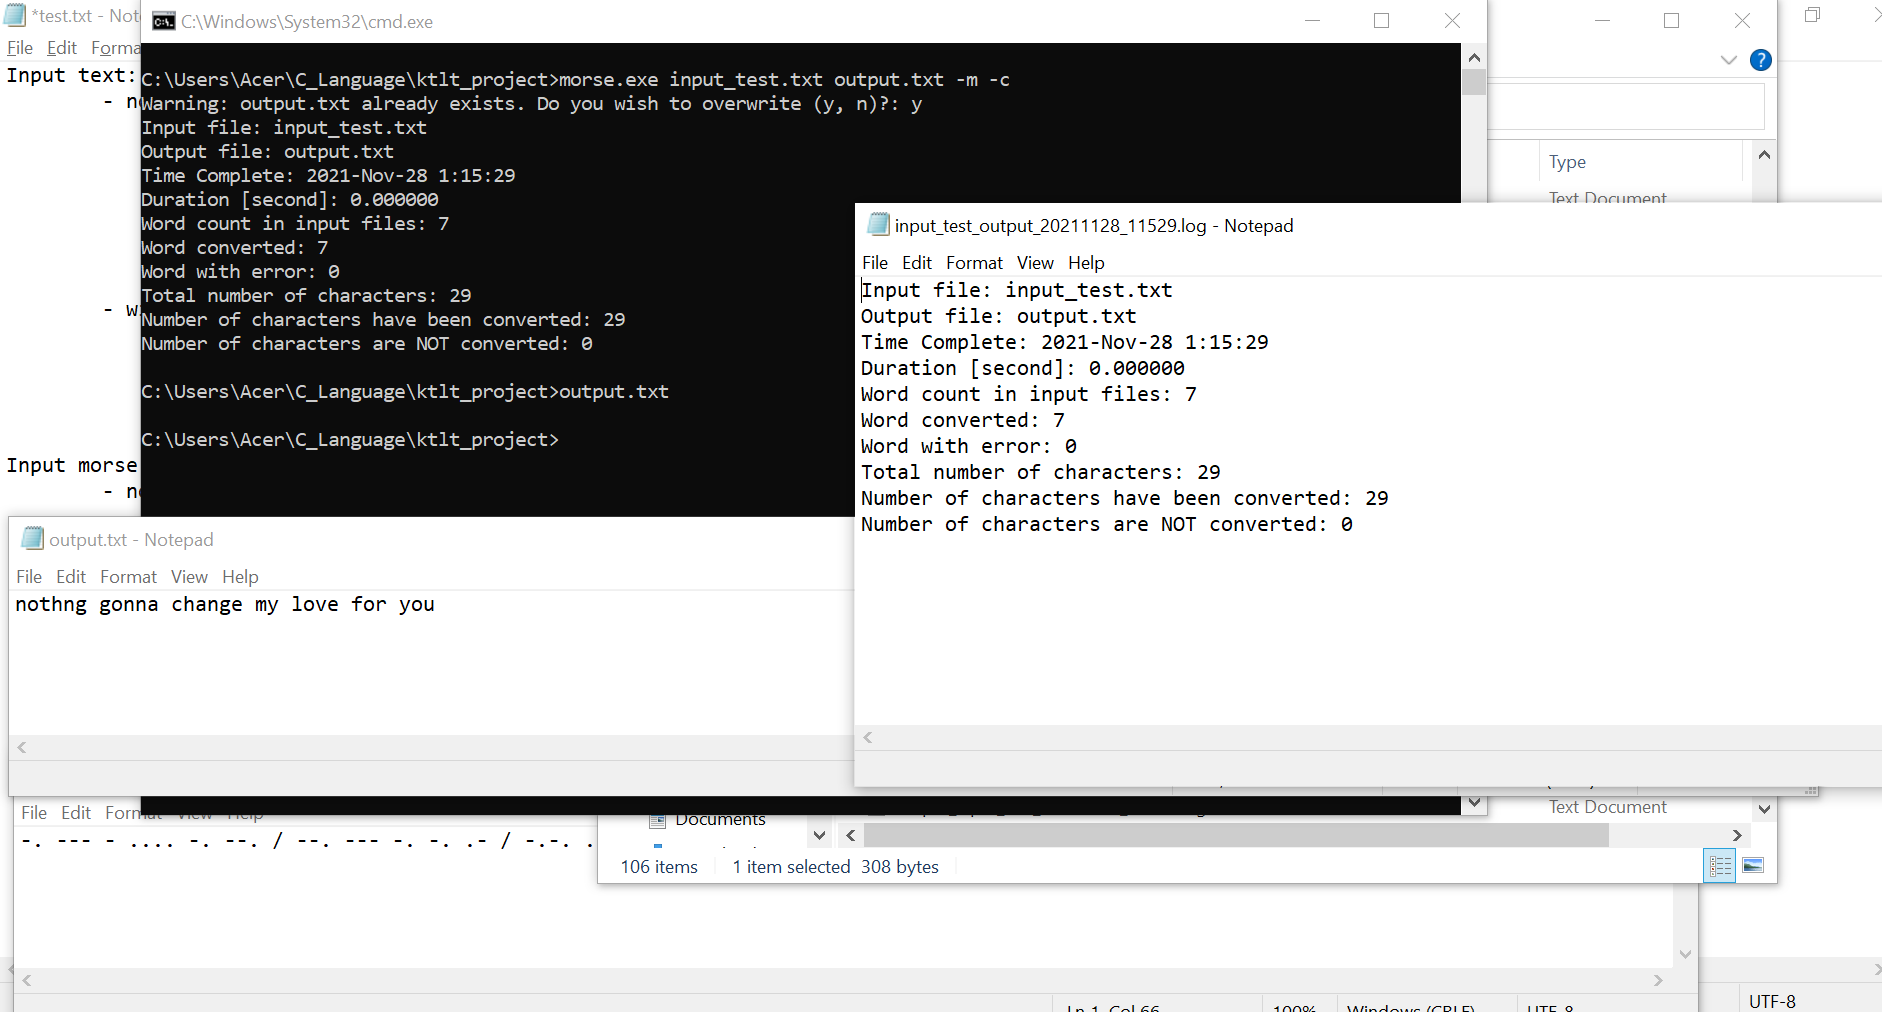 *test.txt - Not
File Edit Forma
Input text:
- n
- w
Input morse
- n
C:\Windows\System32\cmd.exe
C:\Users\Acer\C_Language\ktlt_project>morse.exe input_test.txt output.txt -m -c
Warning: output.txt already exists. Do you wish to overwrite (y, n)?: y
Input file: input_test.txt
Output file: output.txt
Time Complete: 2021-Nov-28 1:15:29
Duration [second]: 0.000000
Word count in input files: 7
Word converted: 7
Word with error: 0
Total number of characters: 29
Number of characters have been converted: 29
Number of characters are NOT converted: 0
C:\Users\Acer\C_Language\ktlt_project>output.txt
C:\Users\Acer\C_Language\ktlt_project>
?
Type
Text Document
input_test_output_20211128_11529.log - Notepad
File Edit Format View Help
Input file: input_test.txt
Output file: output.txt
Time Complete: 2021-Nov-28 1:15:29
Duration [second]: 0.000000
Word count in input files: 7
Word converted: 7
Word with error: 0
Total number of characters: 29
Number of characters have been converted: 29
Number of characters are NOT converted: 0
output.txt - Notepad
File Edit Format View Help
nothng gonna change my love for you
File Edit Format View Help
-. --- - .... -. --. / --. --- -. -. .- / -.-. .
Documents
Text Document
106 items 1 item selected 308 bytes
Ln 1, Col 66 100% Windows (CRLF) UTF-8
UTF-8